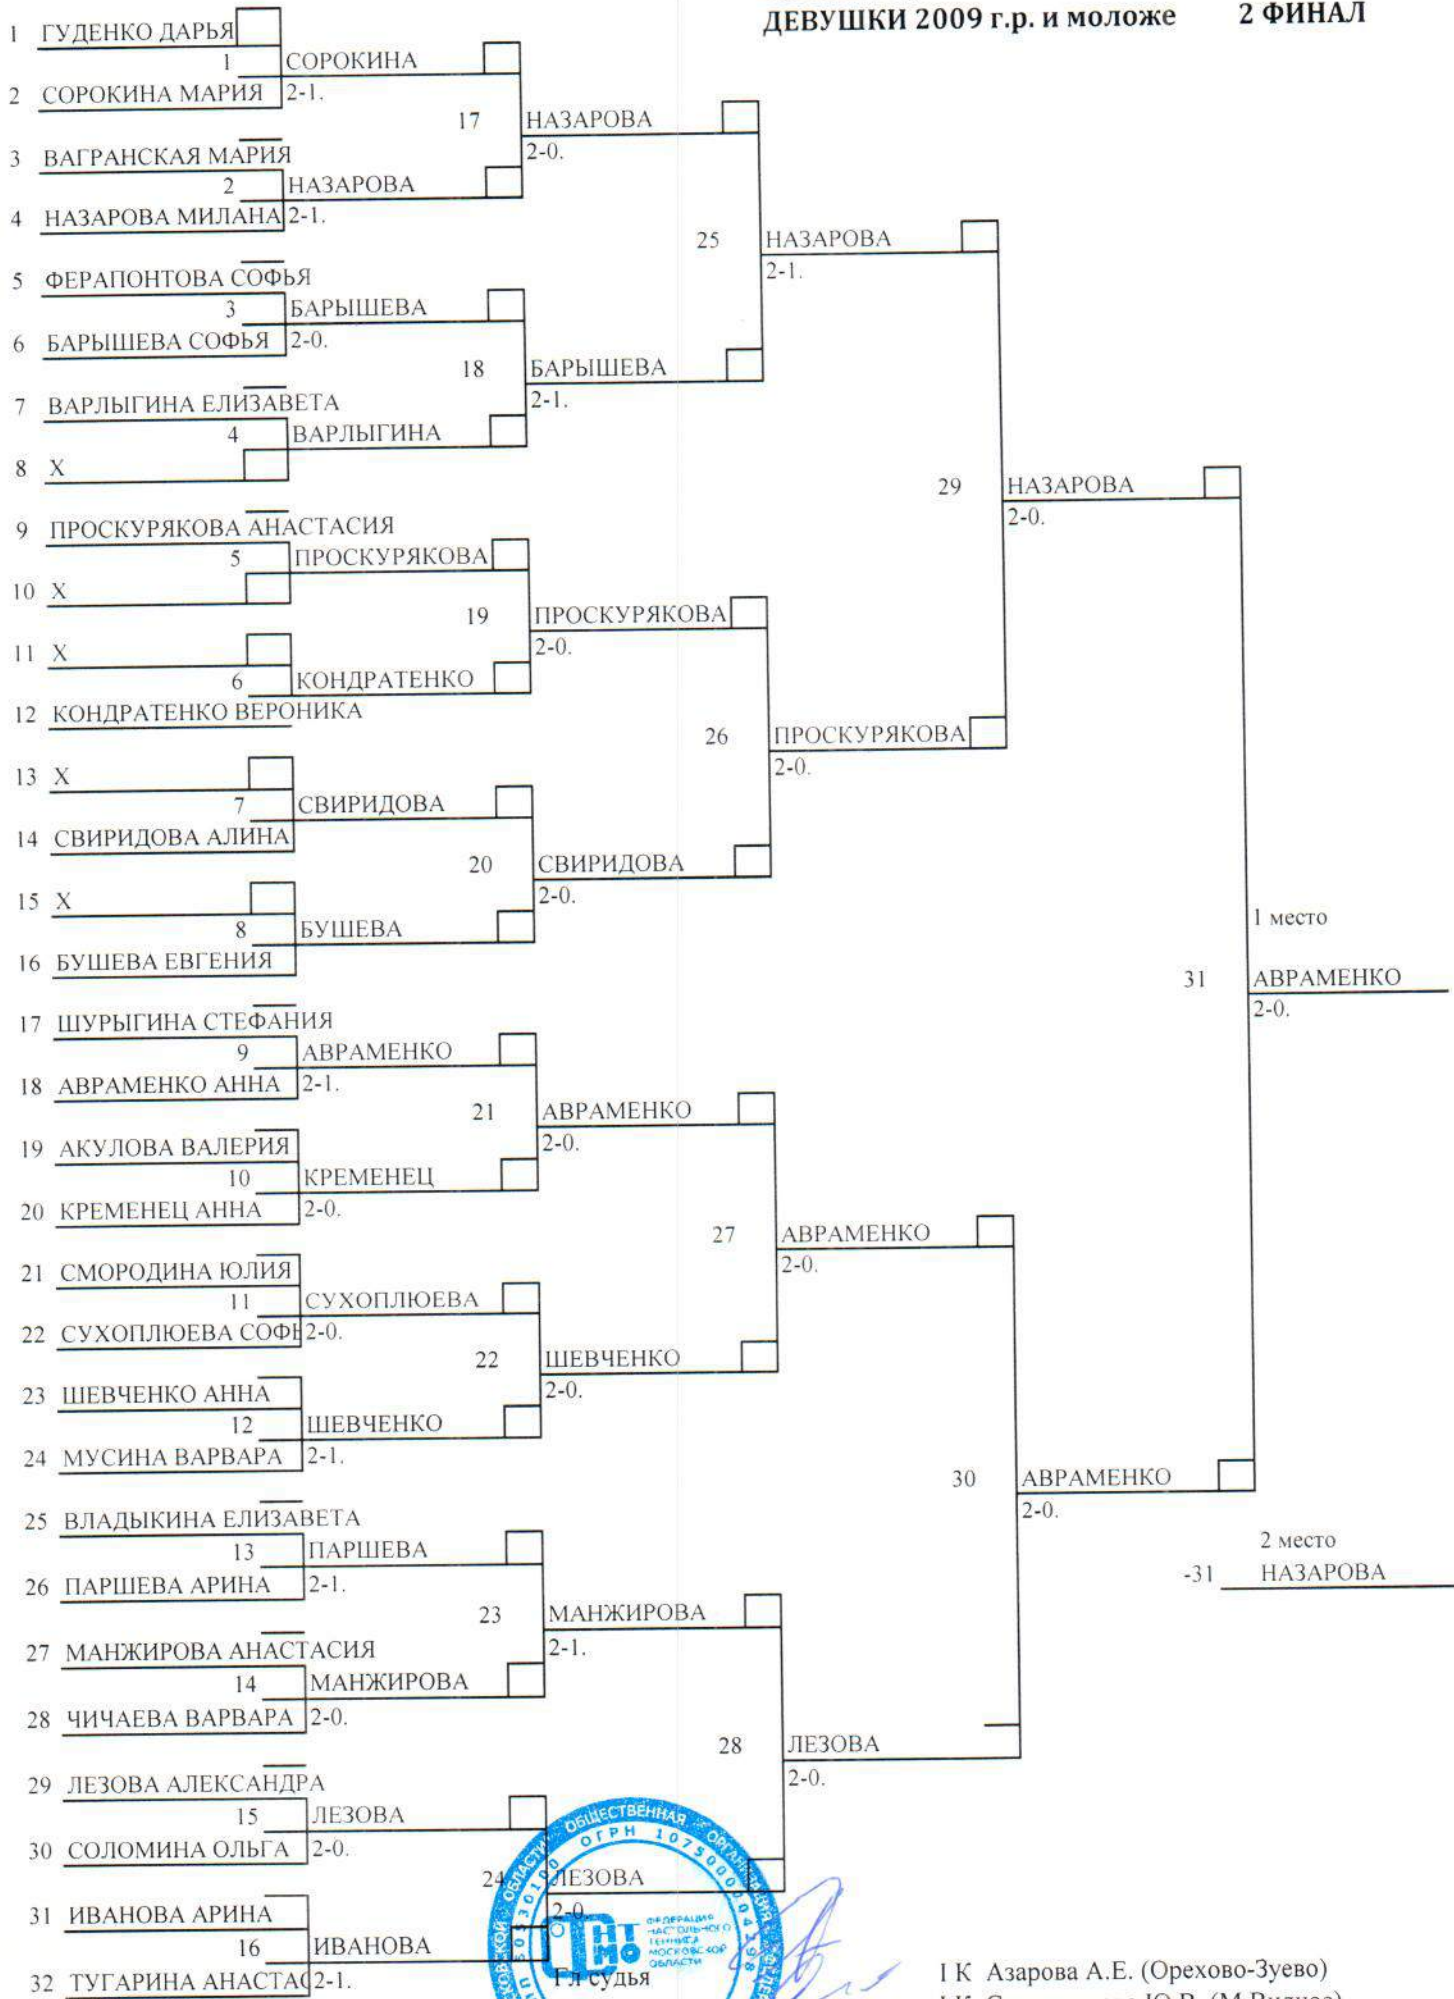 ДЕВУШКИ 2009 г.р. и моложе 2 ФИНАЛ
1 ГУДЕНКО ДАРЬЯ
1 СОРОКИНА
2 СОРОКИНА МАРИЯ 2-1.
17 НАЗАРОВА
2-0.
3 ВАГРАНСКАЯ МАРИЯ
2 НАЗАРОВА
4 НАЗАРОВА МИЛАНА 2-1.
25 НАЗАРОВА
2-1.
5 ФЕРАПОНТОВА СОФЬЯ
3 БАРЫШЕВА
6 БАРЫШЕВА СОФЬЯ 2-0.
18 БАРЫШЕВА
2-1.
7 ВАРЛЫГИНА ЕЛИЗАВЕТА
4 ВАРЛЫГИНА
8 X
29 НАЗАРОВА
2-0.
9 ПРОСКУРЯКОВА АНАСТАСИЯ
5 ПРОСКУРЯКОВА
10 X
19 ПРОСКУРЯКОВА
2-0.
11 X
6 КОНДРАТЕНКО
12 КОНДРАТЕНКО ВЕРОНИКА
26 ПРОСКУРЯКОВА
2-0.
13 X
7 СВИРИДОВА
14 СВИРИДОВА АЛИНА
20 СВИРИДОВА
2-0.
15 X
8 БУШЕВА
16 БУШЕВА ЕВГЕНИЯ
1 место
31 АВРАМЕНКО
2-0.
17 ШУРЫГИНА СТЕФАНИЯ
9 АВРАМЕНКО
18 АВРАМЕНКО АННА 2-1.
21 АВРАМЕНКО
2-0.
19 АКУЛОВА ВАЛЕРИЯ
10 КРЕМЕНЕЦ
20 КРЕМЕНЕЦ АННА 2-0.
27 АВРАМЕНКО
2-0.
21 СМОРОДИНА ЮЛИЯ
11 СУХОПЛЮЕВА
22 СУХОПЛЮЕВА СОФЬ 2-0.
22 ШЕВЧЕНКО
2-0.
23 ШЕВЧЕНКО АННА
12 ШЕВЧЕНКО
24 МУСИНА ВАРВАРА 2-1.
30 АВРАМЕНКО
2-0.
25 ВЛАДЫКИНА ЕЛИЗАВЕТА
13 ПАРШЕВА
26 ПАРШЕВА АРИНА 2-1.
2 место
-31 НАЗАРОВА
23 МАНЖИРОВА
2-1.
27 МАНЖИРОВА АНАСТАСИЯ
14 МАНЖИРОВА
28 ЧИЧАЕВА ВАРВАРА 2-0.
28 ЛЕЗОВА
2-0.
29 ЛЕЗОВА АЛЕКСАНДРА
15 ЛЕЗОВА
30 СОЛОМИНА ОЛЬГА 2-0.
24 ЛЕЗОВА
2-0.
31 ИВАНОВА АРИНА
16 ИВАНОВА
32 ТУГАРИНА АНАСТАС 2-1.
ОБЛАСТИ ОБЩЕСТВЕННАЯ
ОГРН
ФЕДЕРАЦИЯ
НАСТОЛЬНОГО
ТЕННИСА
МОСКОВСКОЙ
ОБЛАСТИ
Гл судья
1 К Азарова А.Е. (Орехово-Зуево)